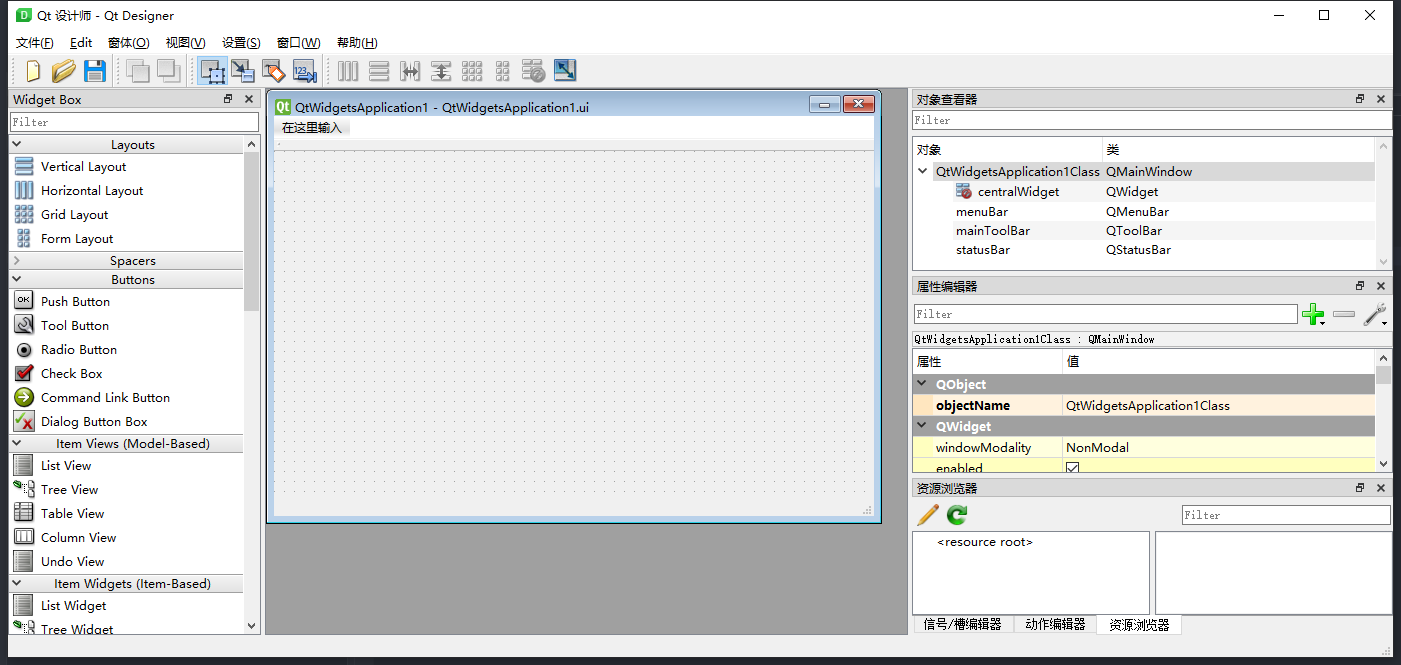 Qt 设计师 - Qt Designer
文件(F) Edit 窗体(O) 视图(V) 设置(S) 窗口(W) 帮助(H)
Widget Box
Filter
Layouts
Vertical Layout
Horizontal Layout
Grid Layout
Form Layout
Spacers
Buttons
OK Push Button
Tool Button
Radio Button
Check Box
Command Link Button
Dialog Button Box
Item Views (Model-Based)
List View
Tree View
Table View
Column View
Undo View
Item Widgets (Item-Based)
List Widget
Tree Widget
Qt QtWidgetsApplication1 - QtWidgetsApplication1.ui
在这里输入
对象查看器
Filter
对象 类
QtWidgetsApplication1Class QMainWindow
centralWidget QWidget
menuBar QMenuBar
mainToolBar QToolBar
statusBar QStatusBar
属性编辑器
Filter
QtWidgetsApplication1Class : QMainWindow
属性 值
QObject
objectName QtWidgetsApplication1Class
QWidget
windowModality NonModal
enabled
资源浏览器
Filter
<resource root>
信号/槽编辑器 动作编辑器 资源浏览器